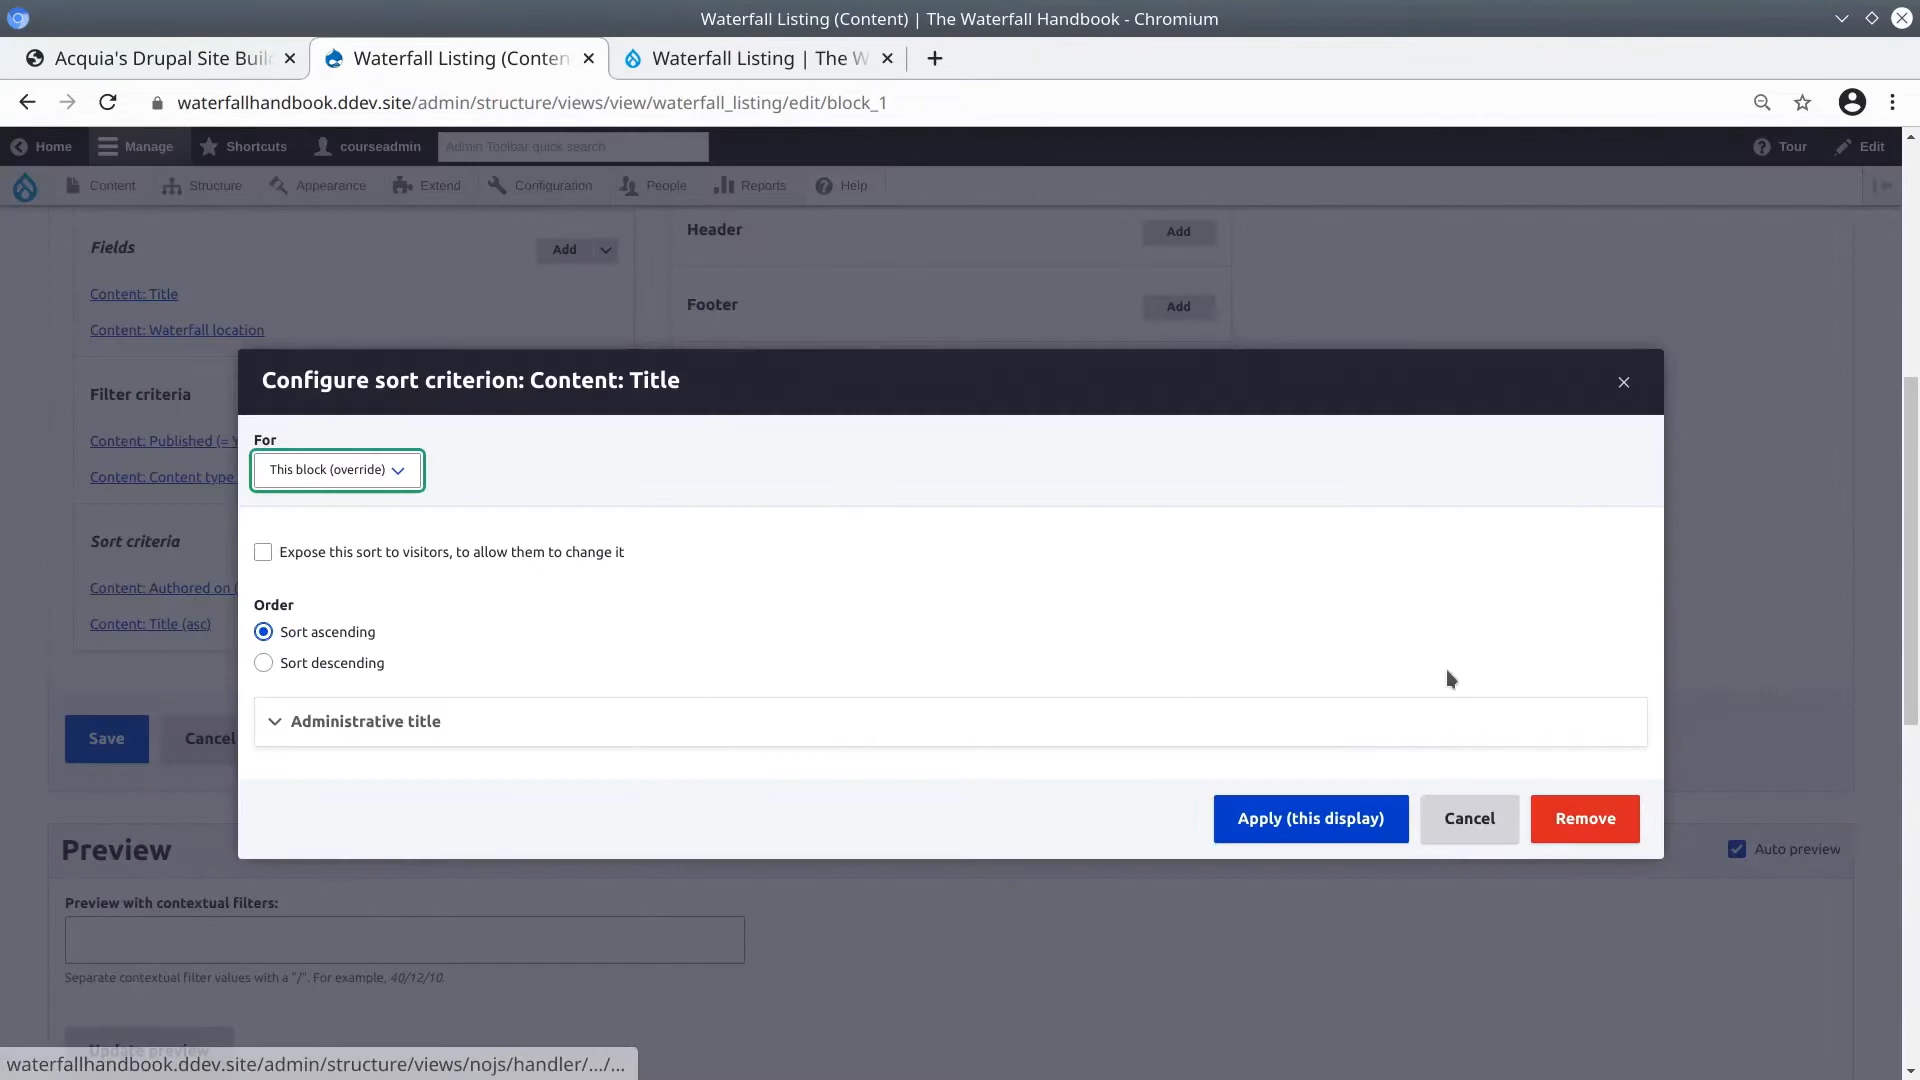 Waterfall Listing (Content) | The Waterfall Handbook - Chromium
Acquia's Drupal Site Buil
Waterfall Listing (Conten
Waterfall Listing | The W
waterfallhandbook.ddev.site/admin/structure/views/view/waterfall_listing/edit/block_1
Home
Manage
Shortcuts
courseadmin
Admin Toolbar quick search
Tour
Edit
Content
Structure
Appearance
Extend
Configuration
People
Reports
Help
Fields
Add
Content: Title
Content: Waterfall location
Header
Add
Footer
Add
Filter criteria
Content: Published (= Y
Content: Content type
Sort criteria
Content: Authored on (
Content: Title (asc)
Save
Cancel
Configure sort criterion: Content: Title
For
This block (override)
Expose this sort to visitors, to allow them to change it
Order
Sort ascending
Sort descending
Administrative title
Apply (this display)
Cancel
Remove
Preview
Auto preview
Preview with contextual filters:
Separate contextual filter values with a "/". For example, 40/12/10.
Update preview
waterfallhandbook.ddev.site/admin/structure/views/nojs/handler/.../...